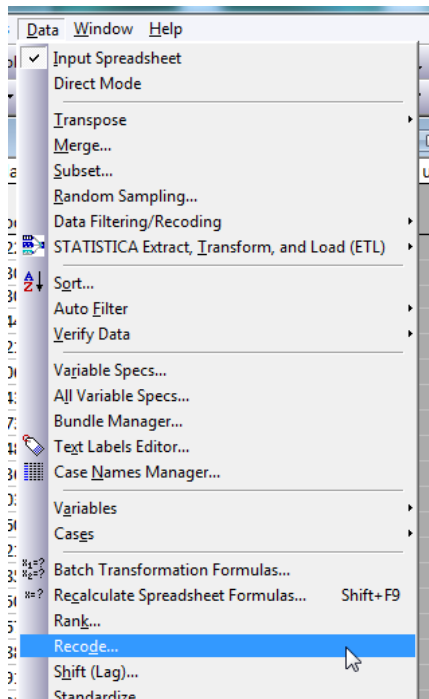 Data Window Help
Input Spreadsheet
Direct Mode
Transpose
Merge...
Subset...
Random Sampling...
Data Filtering/Recoding
STATISTICA Extract, Transform, and Load (ETL)
Sort...
Auto Filter
Verify Data
Variable Specs...
All Variable Specs...
Bundle Manager...
Text Labels Editor...
Case Names Manager...
Variables
Cases
Batch Transformation Formulas...
Recalculate Spreadsheet Formulas... Shift+F9
Rank...
Recode...
Shift (Lag)...
Standardize